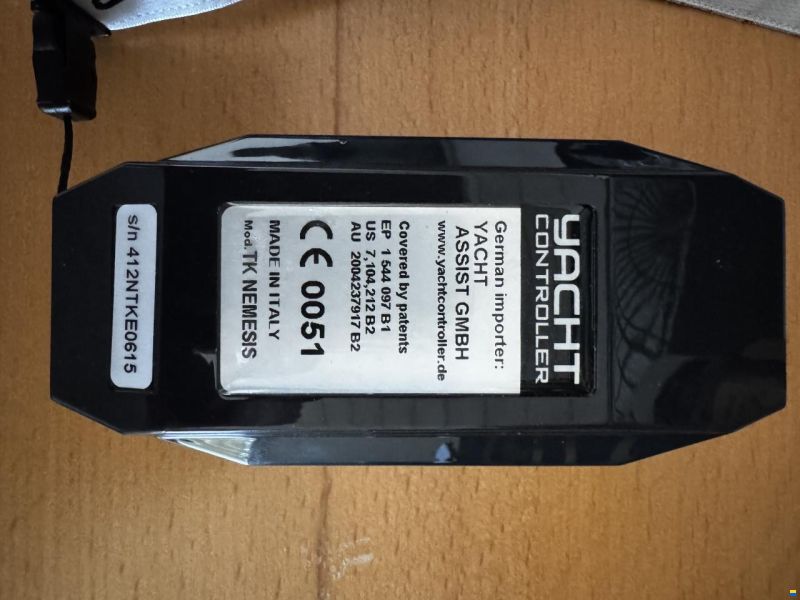 YACHT
CONTROLLER
German importer:
YACHT
ASSIST GMBH
www.yachtcontroller.de
Covered by patents
EP 1 544 097 B1
US 7,104,212 B2
AU 2004237917 B2
CE 0051
MADE IN ITALY
Mod. TK NEMESIS
s/n 412NTKE0615